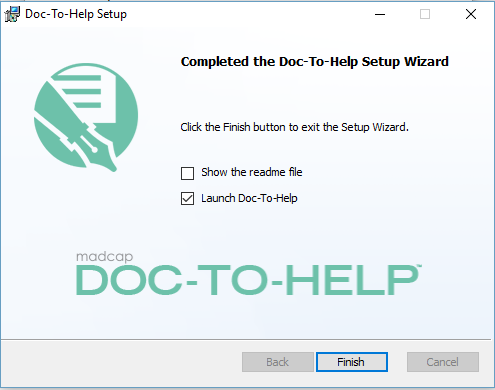 Doc-To-Help Setup
Completed the Doc-To-Help Setup Wizard
Click the Finish button to exit the Setup Wizard.
Show the readme file
Launch Doc-To-Help
madcap
DOC-TO-HELP™
Back Finish Cancel